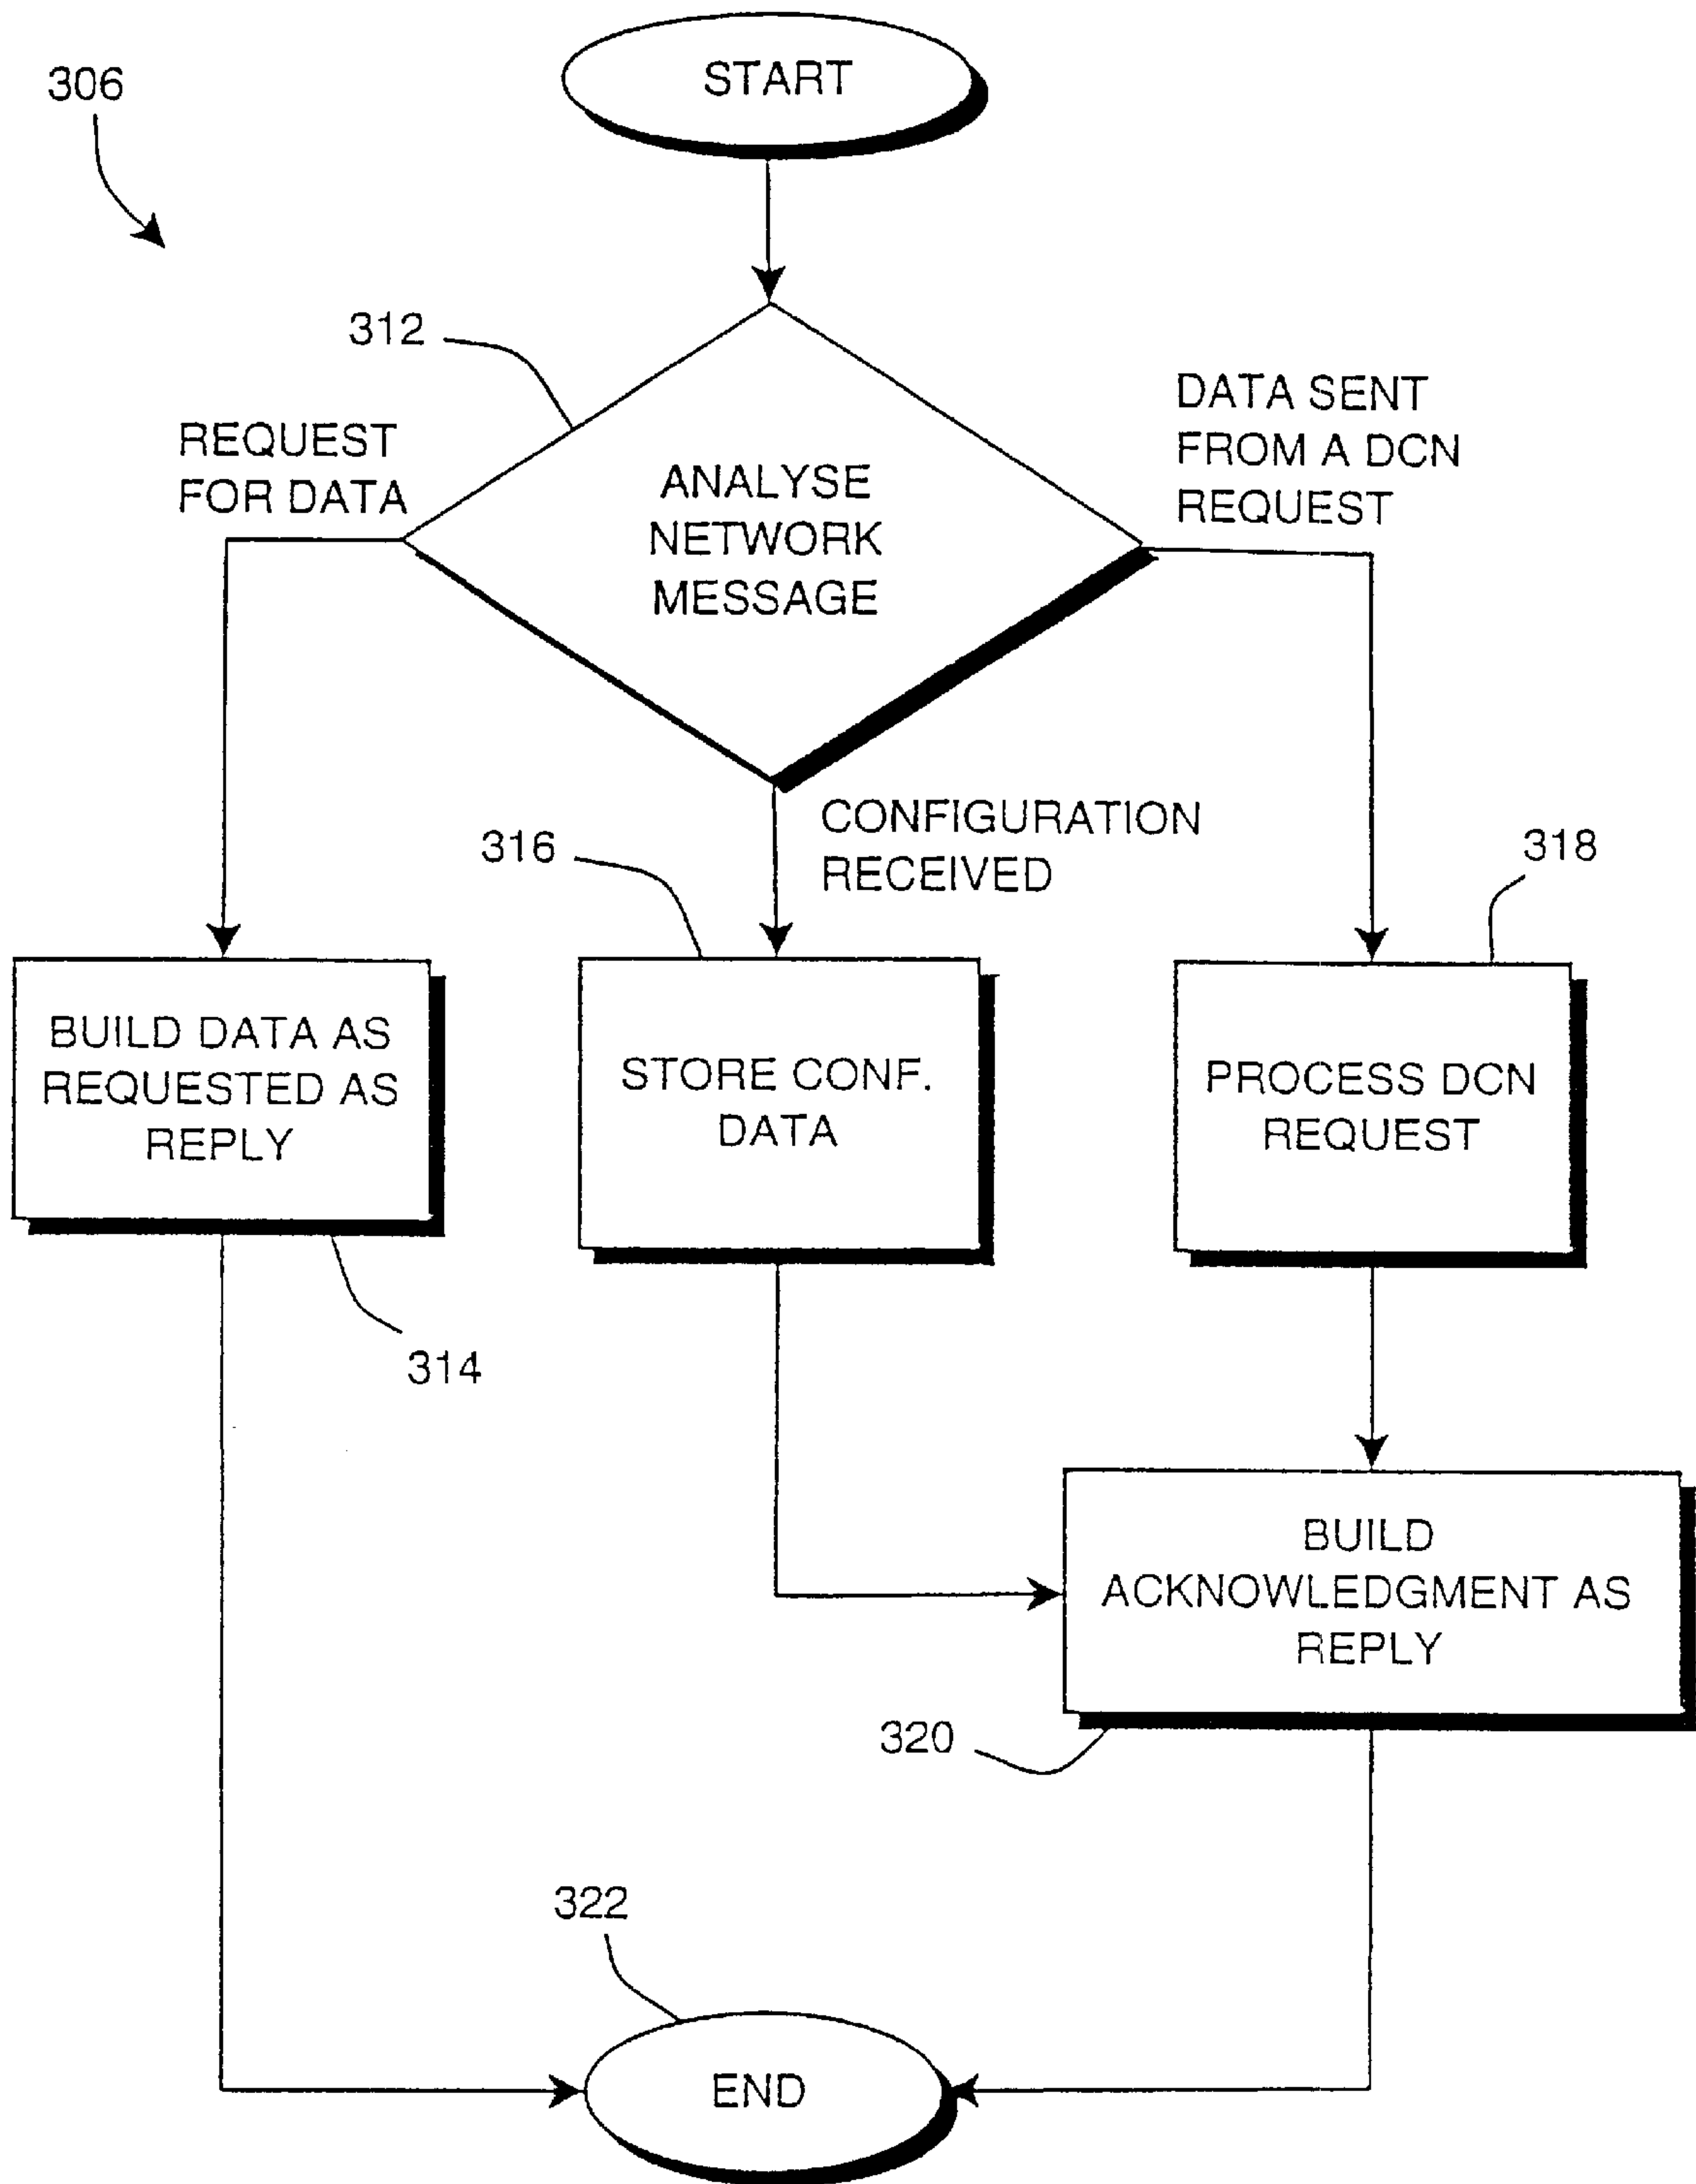 START
306
312
REQUEST
FOR DATA
ANALYSE
NETWORK
MESSAGE
DATA SENT
FROM A DCN
REQUEST
CONFIGURATION
RECEIVED
316
318
BUILD DATA AS
REQUESTED AS
REPLY
STORE CONF.
DATA
PROCESS DCN
REQUEST
314
BUILD
ACKNOWLEDGMENT AS
REPLY
320
322
END